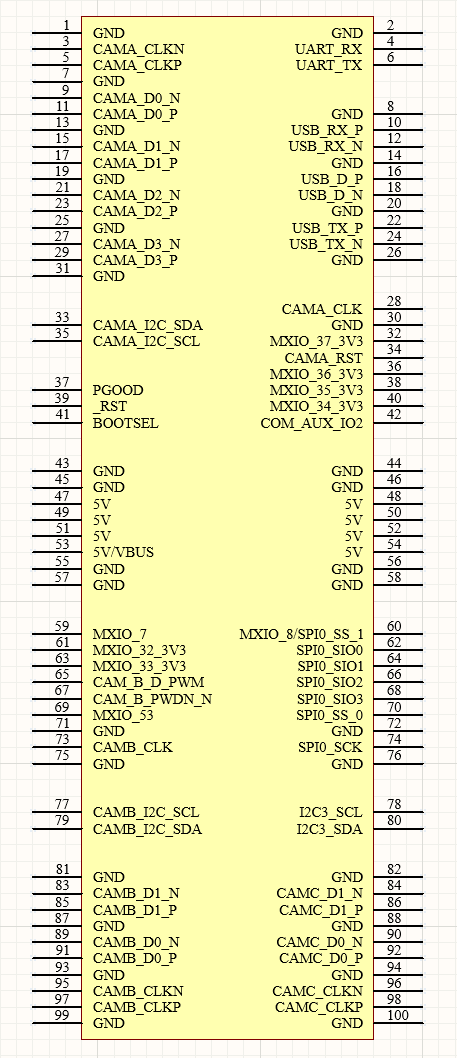 1 GND GND 2
3 CAMA_CLKN UART_RX 4
5 CAMA_CLKP UART_TX 6
7 GND
9 CAMA_D0_N
11 CAMA_D0_P GND 8
13 GND USB_RX_P 10
15 CAMA_D1_N USB_RX_N 12
17 CAMA_D1_P GND 14
19 GND USB_D_P 16
21 CAMA_D2_N USB_D_N 18
23 CAMA_D2_P GND 20
25 GND USB_TX_P 22
27 CAMA_D3_N USB_TX_N 24
29 CAMA_D3_P GND 26
31 GND
CAMA_CLK 28
33 CAMA_I2C_SDA GND 30
35 CAMA_I2C_SCL MXIO_37_3V3 32
CAMA_RST 34
MXIO_36_3V3 36
37 PGOOD MXIO_35_3V3 38
39 _RST MXIO_34_3V3 40
41 BOOTSEL COM_AUX_IO2 42
43 GND GND 44
45 GND GND 46
47 5V 5V 48
49 5V 5V 50
51 5V 5V 52
53 5V/VBUS 5V 54
55 GND GND 56
57 GND GND 58
59 MXIO_7 MXIO_8/SPI0_SS_1 60
61 MXIO_32_3V3 SPI0_SIO0 62
63 MXIO_33_3V3 SPI0_SIO1 64
65 CAM_B_D_PWM SPI0_SIO2 66
67 CAM_B_PWDN_N SPI0_SIO3 68
69 MXIO_53 SPI0_SS_0 70
71 GND GND 72
73 CAMB_CLK SPI0_SCK 74
75 GND GND 76
77 CAMB_I2C_SCL I2C3_SCL 78
79 CAMB_I2C_SDA I2C3_SDA 80
81 GND GND 82
83 CAMB_D1_N CAMC_D1_N 84
85 CAMB_D1_P CAMC_D1_P 86
87 GND GND 88
89 CAMB_D0_N CAMC_D0_N 90
91 CAMB_D0_P CAMC_D0_P 92
93 GND GND 94
95 CAMB_CLKN CAMC_CLKN 96
97 CAMB_CLKP CAMC_CLKP 98
99 GND GND 100